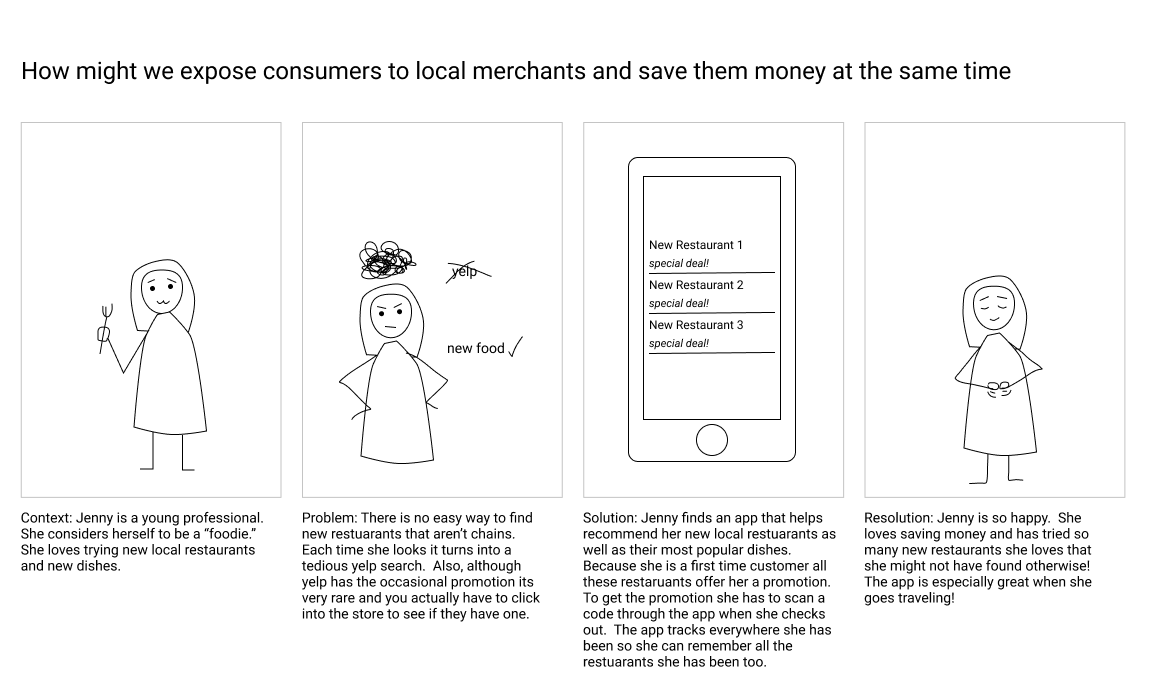 How might we expose consumers to local merchants and save them money at the same time
yelp
new food
New Restaurant 1
special deal!
New Restaurant 2
special deal!
New Restaurant 3
special deal!
Context: Jenny is a young professional.
She considers herself to be a “foodie.”
She loves trying new local restaurants
and new dishes.
Problem: There is no easy way to find
new restuarants that aren’t chains.
Each time she looks it turns into a
tedious yelp search.  Also, although
yelp has the occasional promotion its
very rare and you actually have to click
into the store to see if they have one.
Solution: Jenny finds an app that helps
recommend her new local restuarants as
well as their most popular dishes.
Because she is a first time customer all
these restaruants offer her a promotion.
To get the promotion she has to scan a
code through the app when she checks
out.  The app tracks everywhere she has
been so she can remember all the
restuarants she has been too.
Resolution: Jenny is so happy.  She
loves saving money and has tried so
many new restaurants she loves that
she might not have found otherwise!
The app is especially great when she
goes traveling!